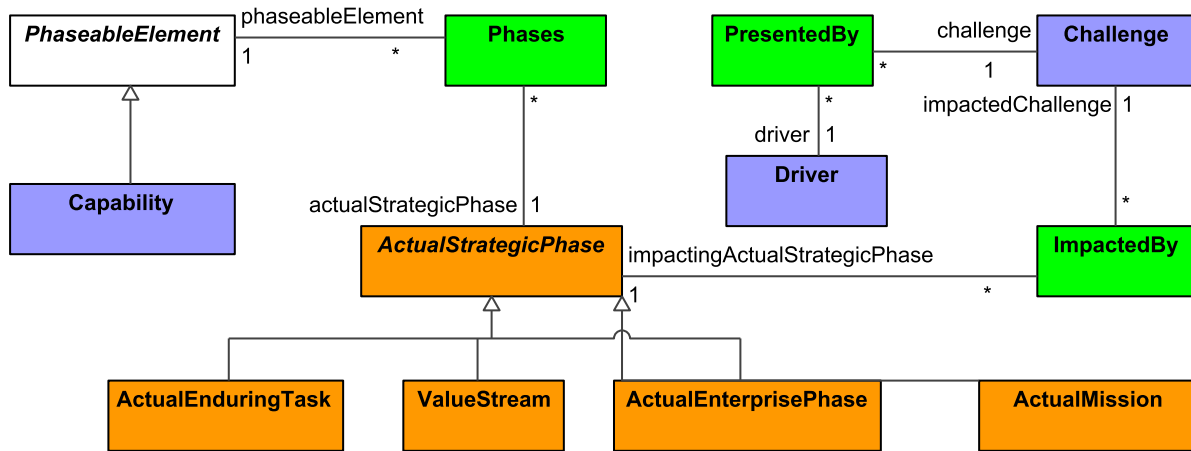 phaseableElement
PhaseableElement
Phases
1
*
PresentedBy
challenge
Challenge
*
1
*
impactedChallenge
1
driver
1
Driver
*
Capability
actualStrategicPhase
1
*
ActualStrategicPhase
impactingActualStrategicPhase
ImpactedBy
1
*
ActualEnduringTask
ValueStream
ActualEnterprisePhase
ActualMission